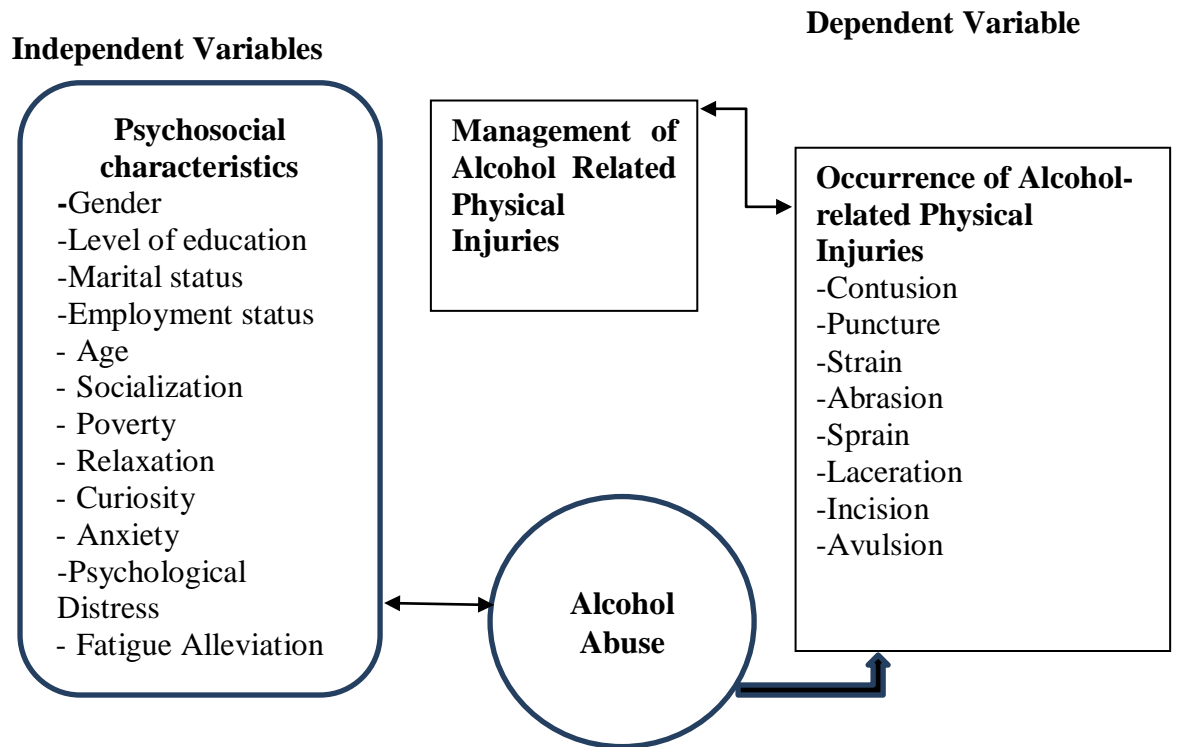 Dependent Variable
Independent Variables
Psychosocial
characteristics
-Gender
-Level of education
-Marital status
-Employment status
- Age
- Socialization
- Poverty
- Relaxation
- Curiosity
- Anxiety
-Psychological
Distress
- Fatigue Alleviation
Management of
Alcohol Related
Physical
Injuries
Occurrence of Alcohol-
related Physical
Injuries
-Contusion
-Puncture
-Strain
-Abrasion
-Sprain
-Laceration
-Incision
-Avulsion
Alcohol
Abuse